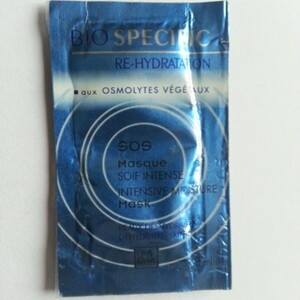 BIO SPECIFIC
RE-HYDRATATION
aux OSMOLYTES VÉGÉTAUX
SOS
Masque
SOIF INTENSE
INTENSIVE MOISTURE
Mask